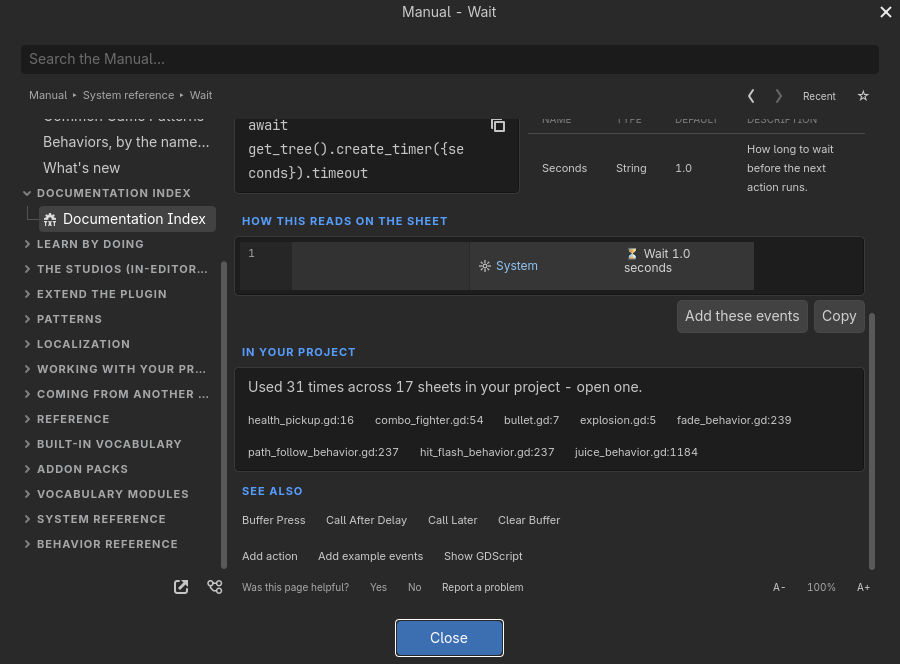 Manual - Wait
Search the Manual...
Manual ▸ System reference ▸ Wait
Recent
Common Game Patterns
Behaviors, by the name...
What's new
DOCUMENTATION INDEX
Documentation Index
LEARN BY DOING
THE STUDIOS (IN-EDITOR...
EXTEND THE PLUGIN
PATTERNS
LOCALIZATION
WORKING WITH YOUR PR...
COMING FROM ANOTHER ...
REFERENCE
BUILT-IN VOCABULARY
ADDON PACKS
VOCABULARY MODULES
SYSTEM REFERENCE
BEHAVIOR REFERENCE
await
get_tree().create_timer({se
conds}).timeout
NAME TYPE DEFAULT DESCRIPTION
Seconds String 1.0 How long to wait
before the next
action runs.
HOW THIS READS ON THE SHEET
1
System
⏳ Wait 1.0
seconds
Add these events Copy
IN YOUR PROJECT
Used 31 times across 17 sheets in your project - open one.
health_pickup.gd:16 combo_fighter.gd:54 bullet.gd:7 explosion.gd:5 fade_behavior.gd:239
path_follow_behavior.gd:237 hit_flash_behavior.gd:237 juice_behavior.gd:1184
SEE ALSO
Buffer Press Call After Delay Call Later Clear Buffer
Add action Add example events Show GDScript
Was this page helpful? Yes No Report a problem A- 100% A+
Close